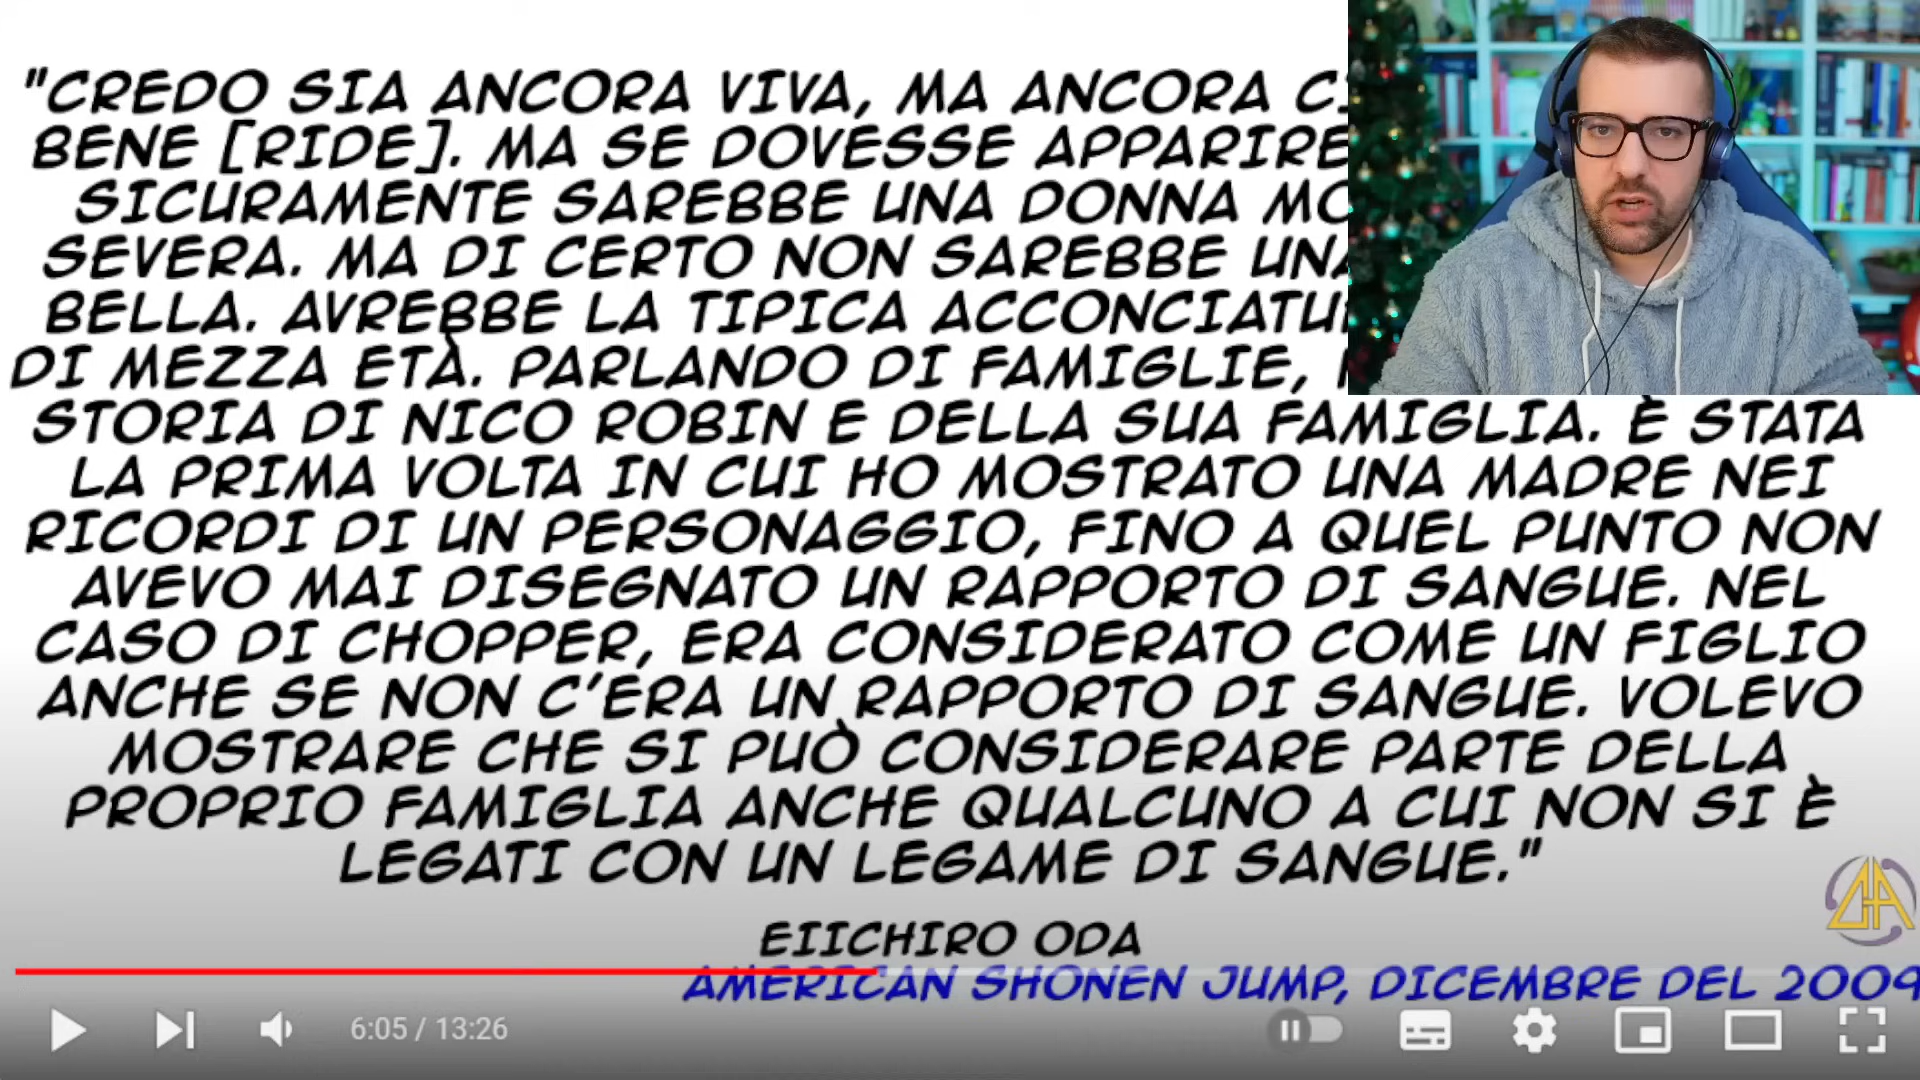 "CREDO SIA ANCORA VIVA, MA ANCORA
BENE [RIDE]. MA SE DOVESSE APPARIRE
SICURAMENTE SAREBBE UNA DONNA
SEVERA. MA DI CERTO NON SAREBBE
BELLA. AVREBBE LA TIPICA
DI MEZZA ETÀ. PARLANDO DI FAMIGLIE,
STORIA DI NICO ROBIN E DELLA SUA FAMIGLIA. È STATA
LA PRIMA VOLTA IN CUI HO MOSTRATO UNA MADRE NEI
RICORDI DI UN PERSONAGGIO, FINO A QUEL PUNTO NON
AVEVO MAI DISEGNATO UN RAPPORTO DI SANGUE. NEL
CASO DI CHOPPER, ERA CONSIDERATO COME UN FIGLIO
ANCHE SE NON C'ERA UN RAPPORTO DI SANGUE. VOLEVO
MOSTRARE CHE SI PUÒ CONSIDERARE PARTE DELLA
PROPRIO FAMIGLIA ANCHE QUALCUNO A CUI NON SI È
LEGATI CON UN LEGAME DI SANGUE."
EIICHIRO ODA
AMERICAN SHONEN JUMP, DICEMBRE DEL 2009
6:05 / 13:26